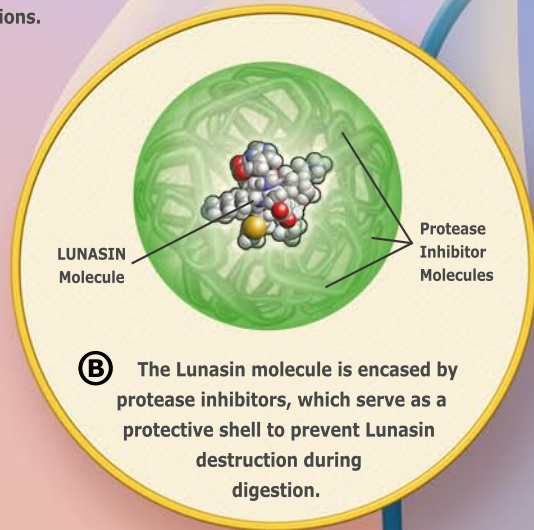 ions.
LUNASIN
Molecule
Protease
Inhibitor
Molecules
B The Lunasin molecule is encased by
protease inhibitors, which serve as a
protective shell to prevent Lunasin
destruction during
digestion.